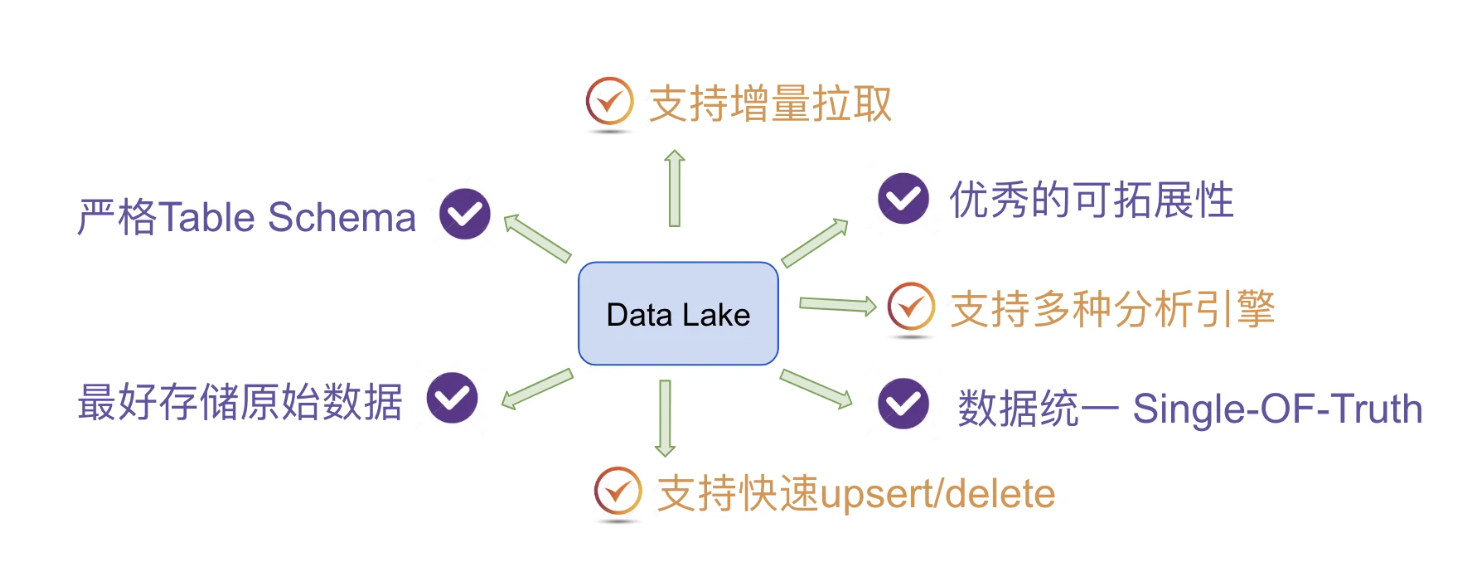 支持增量拉取
严格Table Schema
优秀的可拓展性
Data Lake
支持多种分析引擎
最好存储原始数据
数据统一 Single-OF-Truth
支持快速upsert/delete